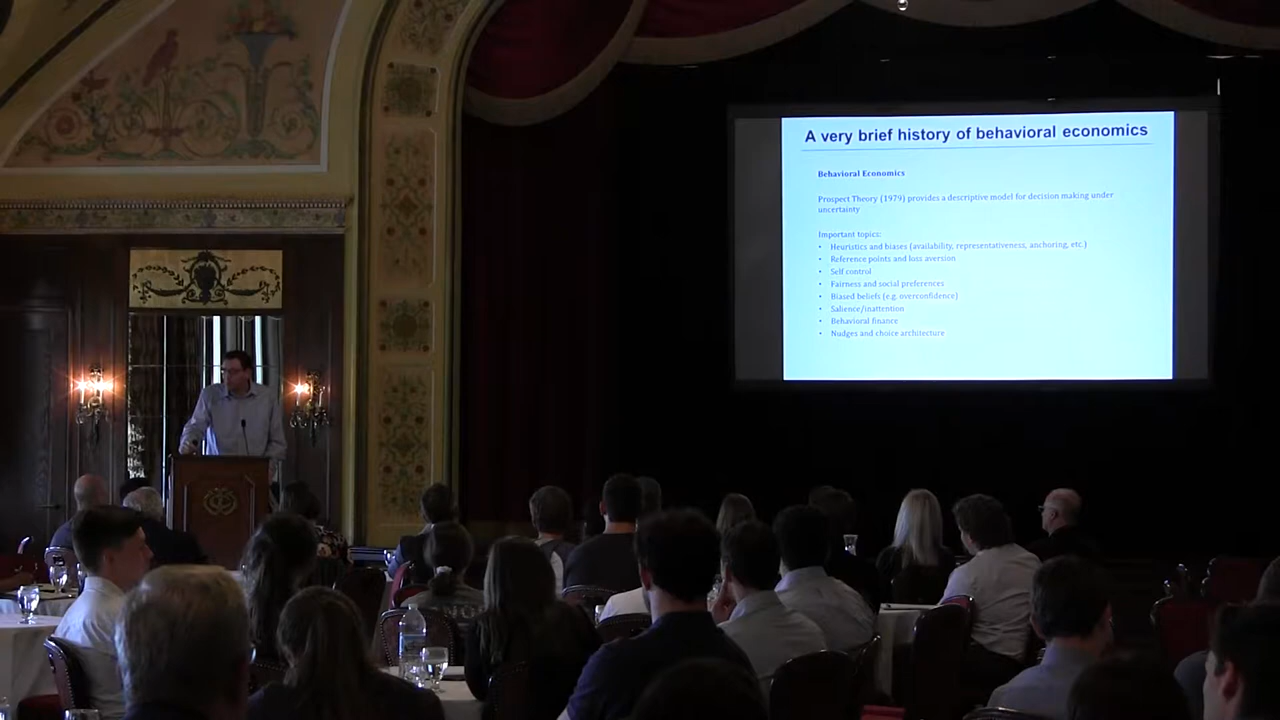 A very brief history of behavioral economics
Behavioral Economics
Prospect Theory (1979) provides a descriptive model for decision making under
uncertainty
Important topics:
• Heuristics and biases (availability, representativeness, anchoring, etc.)
• Reference points and loss aversion
• Self control
• Fairness and social preferences
• Biased beliefs (e.g. overconfidence)
• Salience/inattention
• Behavioral finance
• Nudges and choice architecture